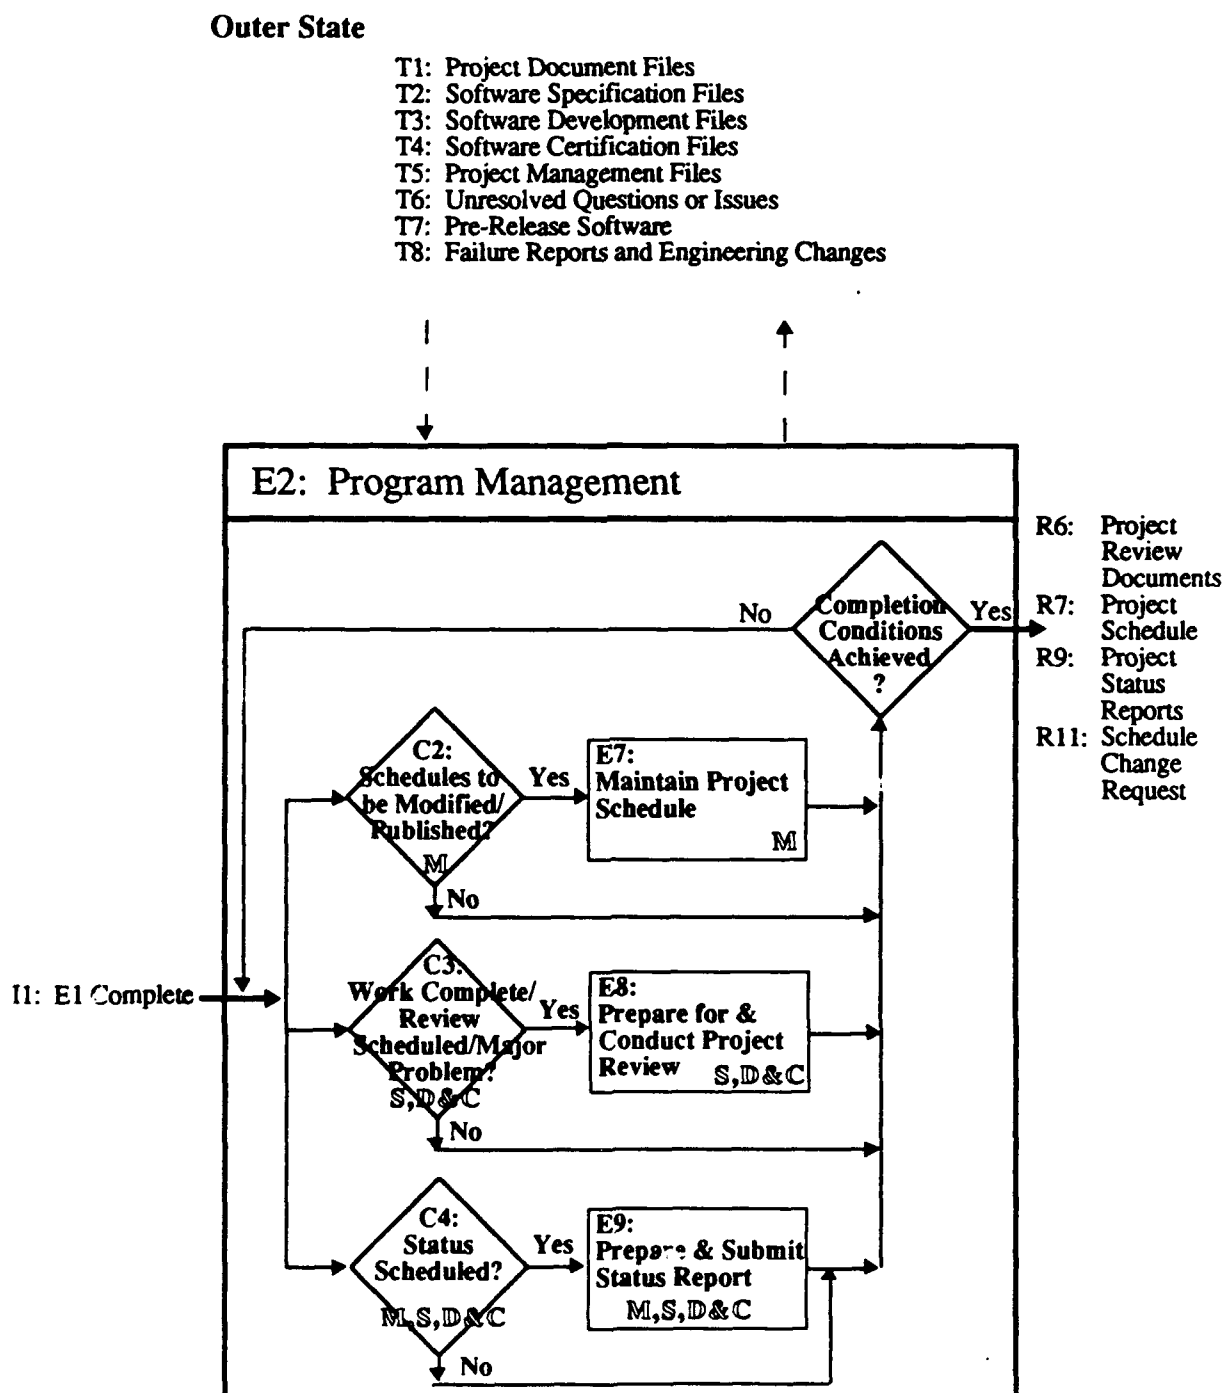 Outer State
T1: Project Document Files
T2: Software Specification Files
T3: Software Development Files
T4: Software Certification Files
T5: Project Management Files
T6: Unresolved Questions or Issues
T7: Pre-Release Software
T8: Failure Reports and Engineering Changes
E2: Program Management
R6: Project
Review
Documents
R7: Project
Schedule
R9: Project
Status
Reports
R11: Schedule
Change
Request
No
Completion
Conditions
Achieved
?
Yes
C2:
Schedules to
be Modified/
Published?
M
Yes
No
E7:
Maintain Project
Schedule
M
I1: E1 Complete
C3:
Work Complete/
Review
Scheduled/Major
Problem?
S,D&C
Yes
No
E8:
Prepare for &
Conduct Project
Review
S,D&C
C4:
Status
Scheduled?
M,S,D&C
Yes
No
E9:
Prepare & Submit
Status Report
M,S,D&C